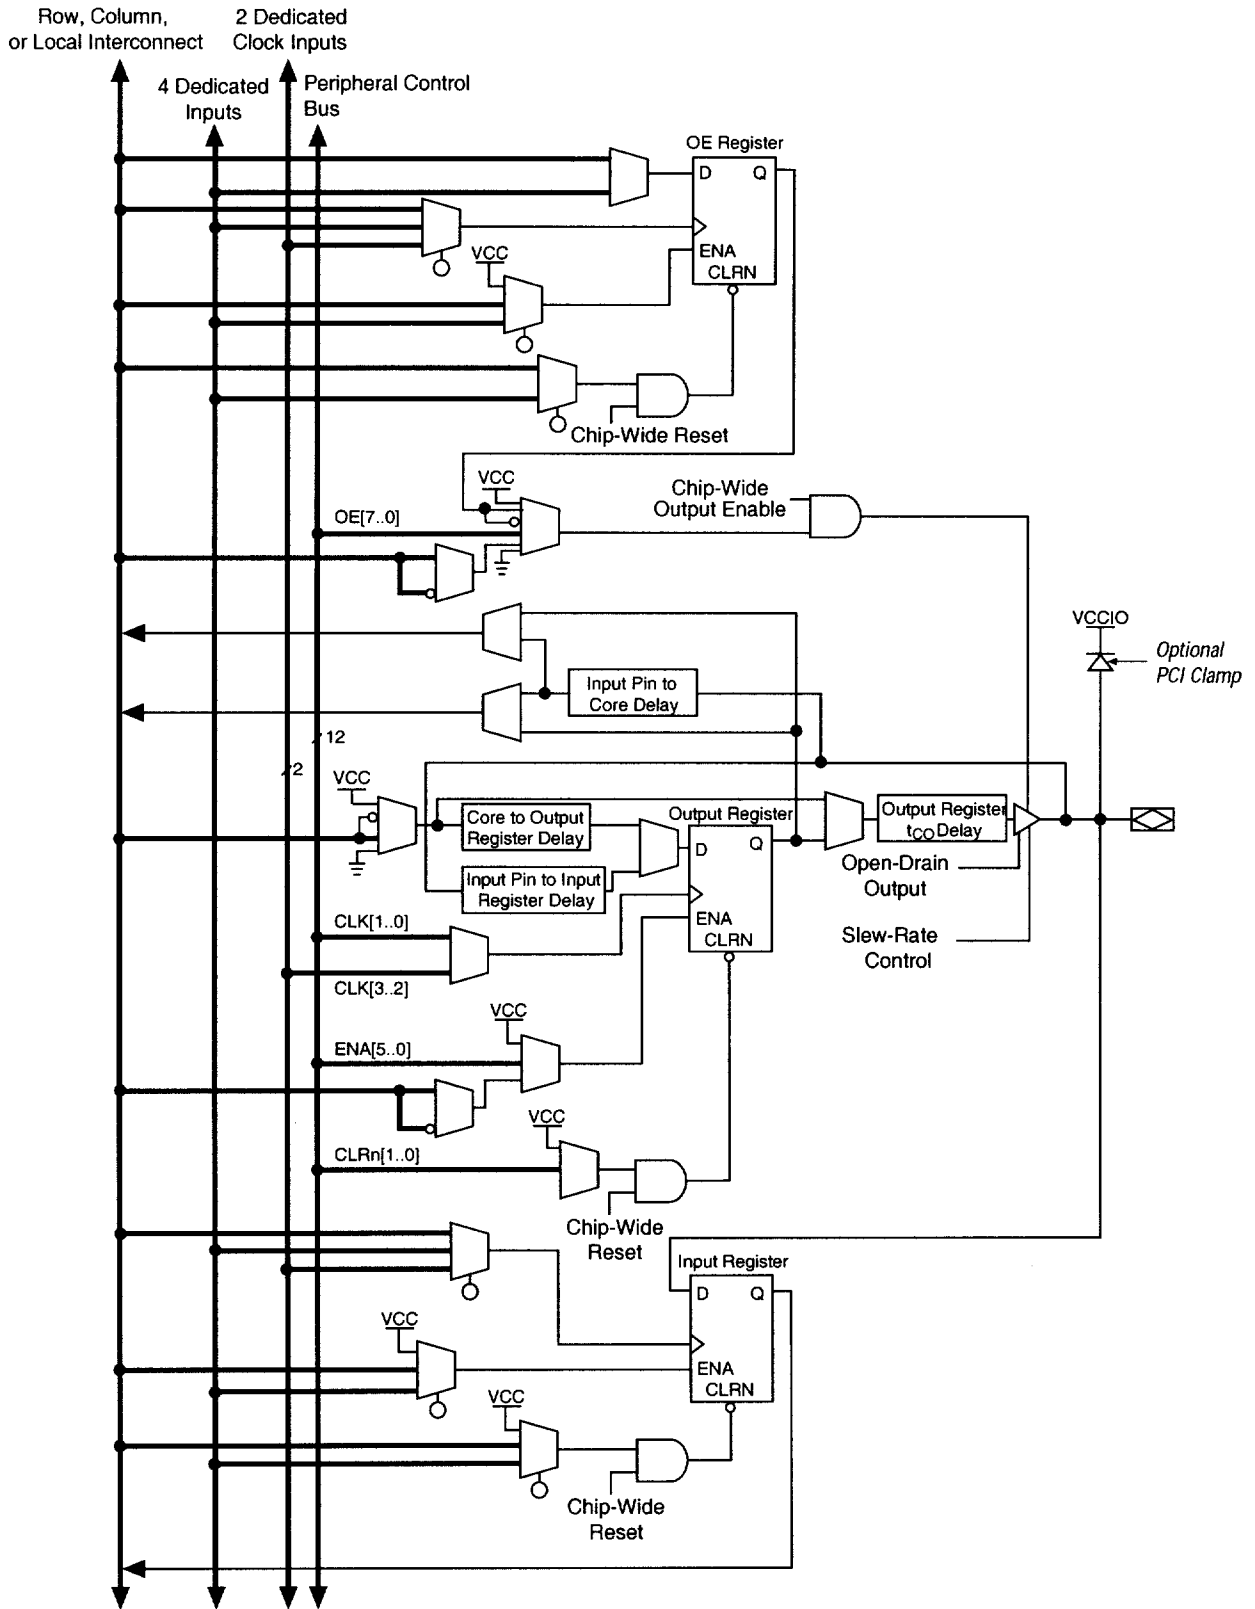 Row, Column,
or Local Interconnect
2 Dedicated
Clock Inputs
4 Dedicated
Inputs
Peripheral Control
Bus
OE Register
D Q
ENA
CLRN
VCC
Chip-Wide Reset
VCC
OE[7..0]
Chip-Wide
Output Enable
VCCIO
Optional
PCI Clamp
Input Pin to
Core Delay
12
2
VCC
Core to Output
Register Delay
Input Pin to Input
Register Delay
Output Register
D Q
ENA
CLRN
Output Register
tCO Delay
Open-Drain
Output
Slew-Rate
Control
CLK[1..0]
CLK[3..2]
VCC
ENA[5..0]
VCC
CLRn[1..0]
Chip-Wide
Reset
Input Register
D Q
ENA
CLRN
VCC
VCC
Chip-Wide
Reset